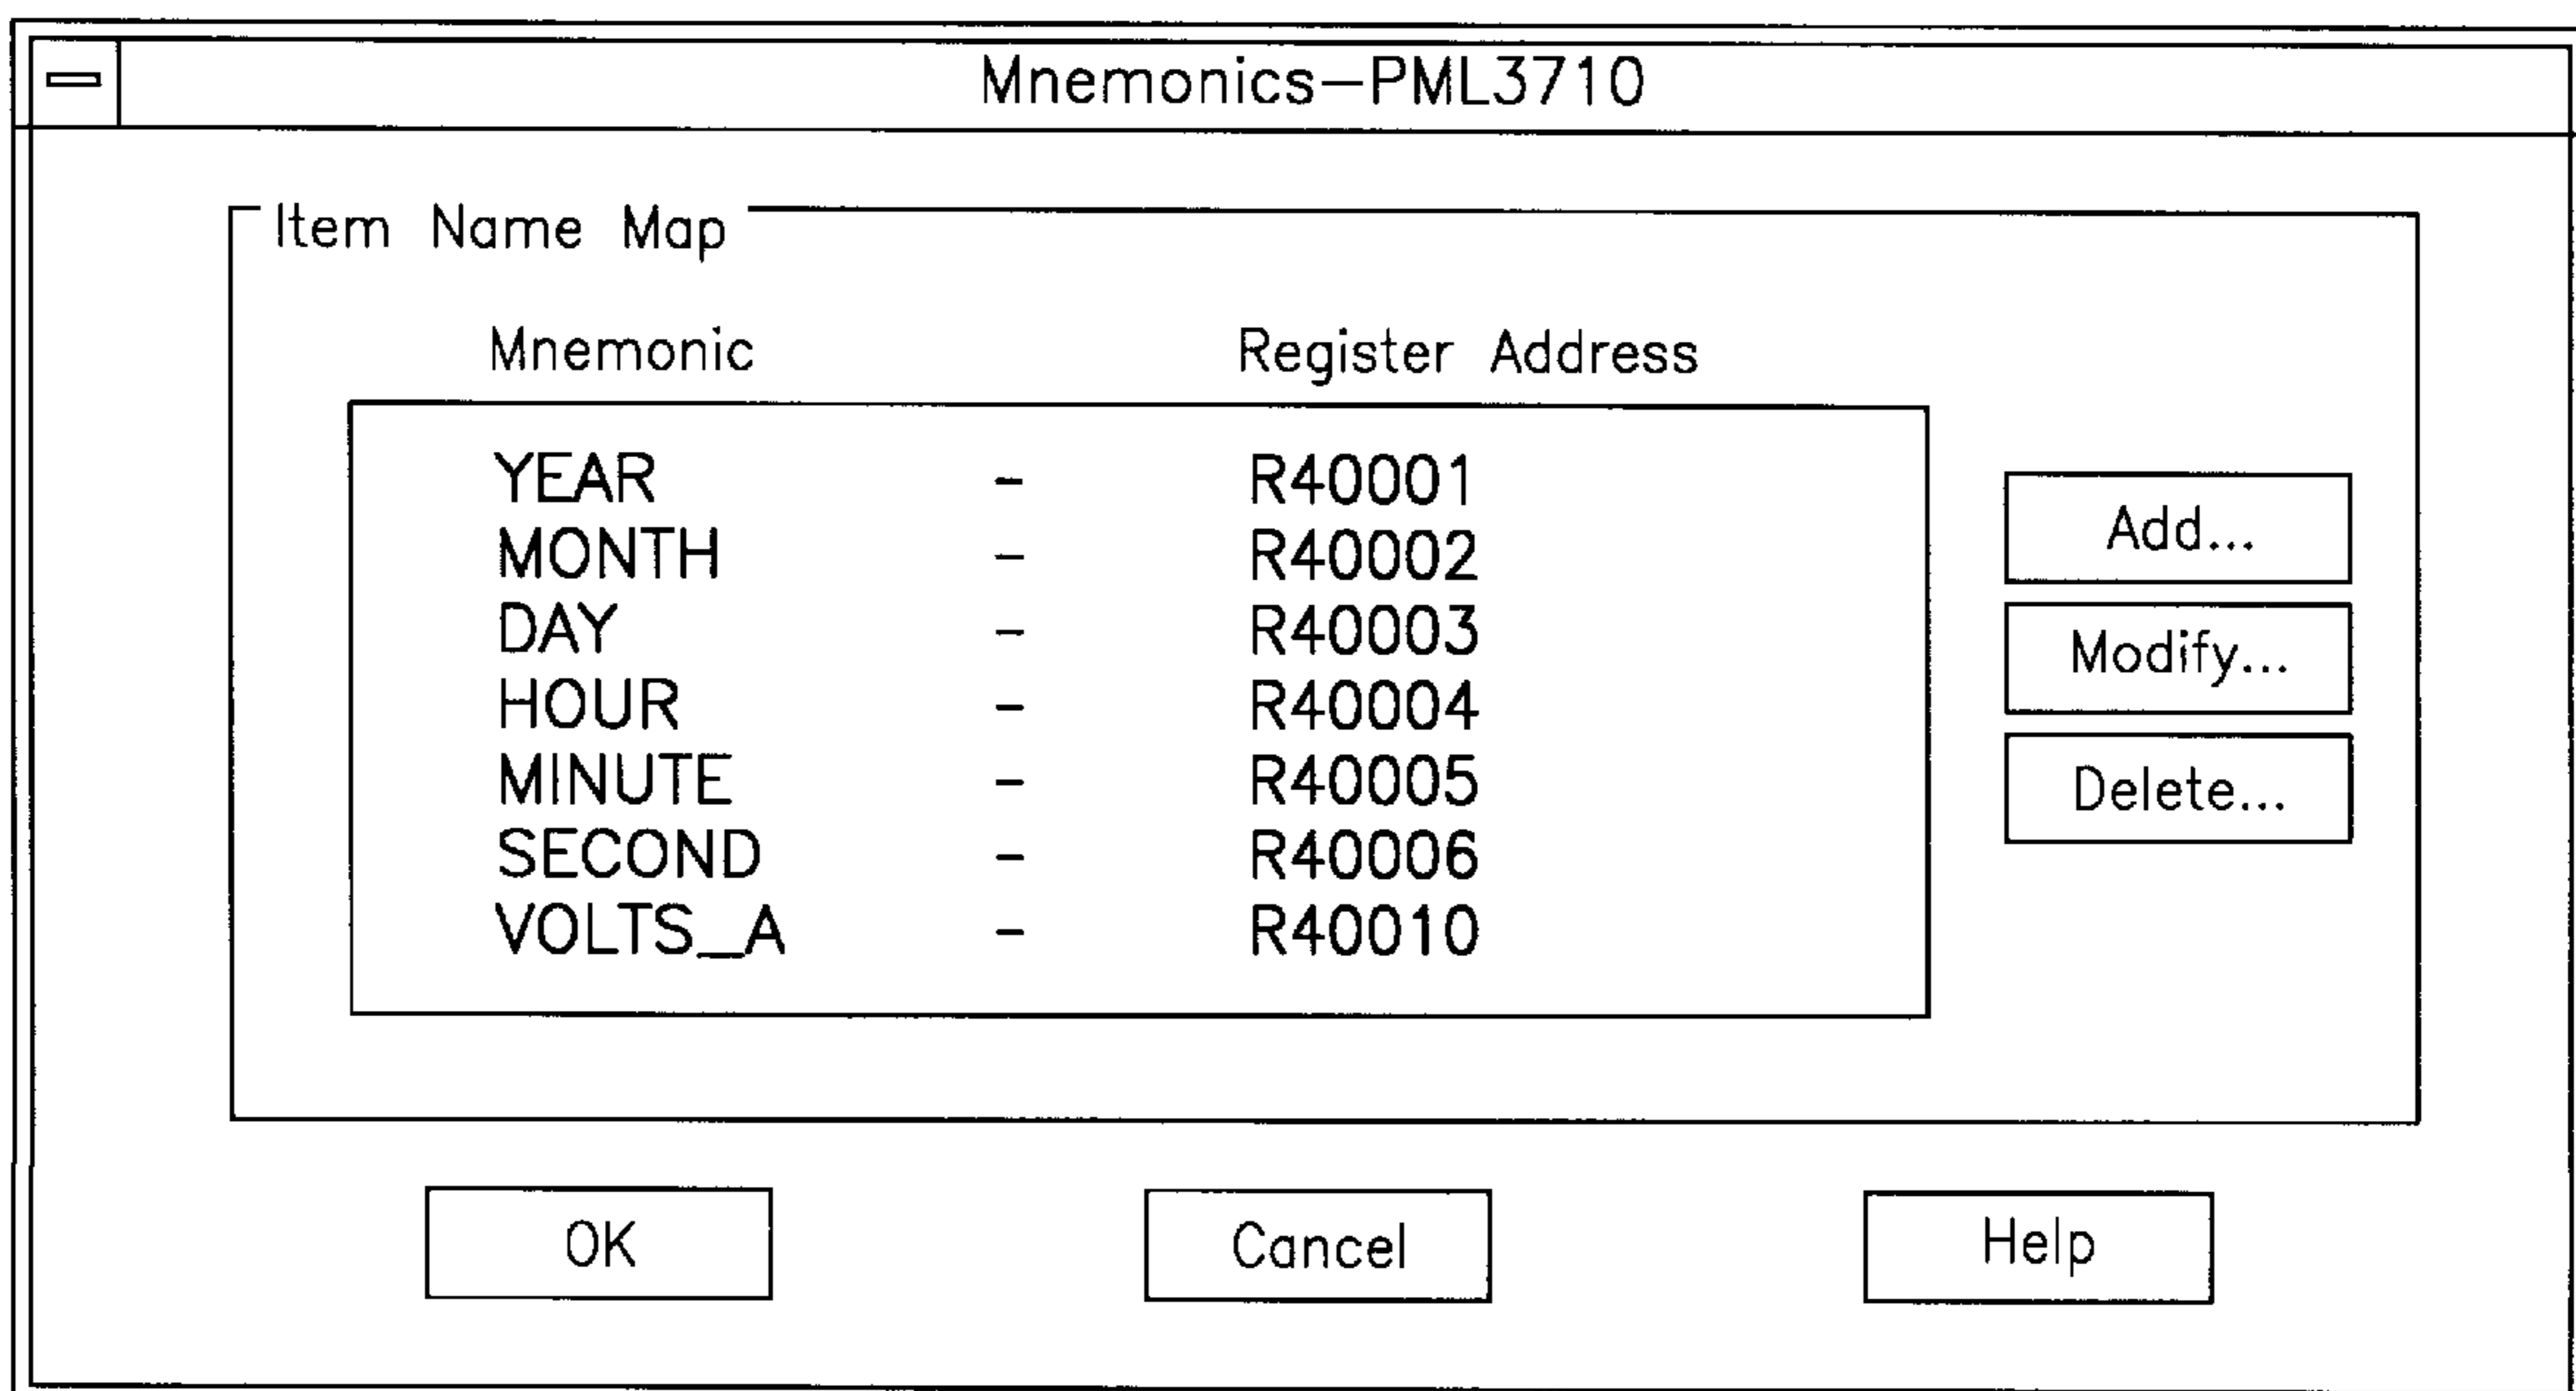 Mnemonics-PML3710
Item Name Map
Mnemonic Register Address
YEAR - R40001
MONTH - R40002
DAY - R40003
HOUR - R40004
MINUTE - R40005
SECOND - R40006
VOLTS_A - R40010
Add...
Modify...
Delete...
OK Cancel Help